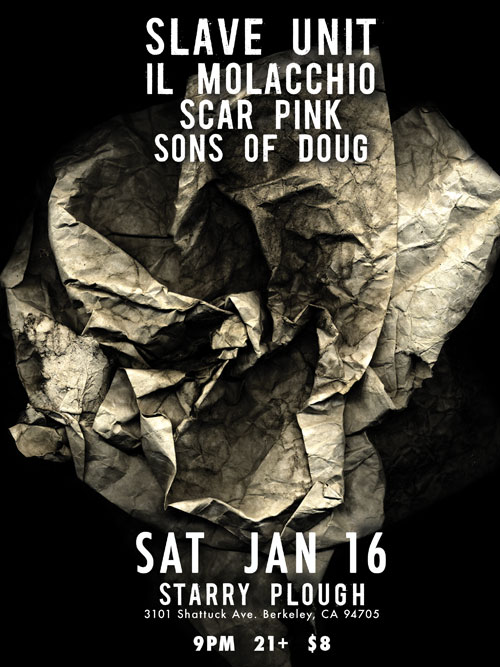 SLAVE UNIT
IL MOLACCHIO
SCAR PINK
SONS OF DOUG
SAT JAN 16
STARRY PLOUGH
3101 Shattuck Ave. Berkeley, CA 94705
9PM 21+ $8